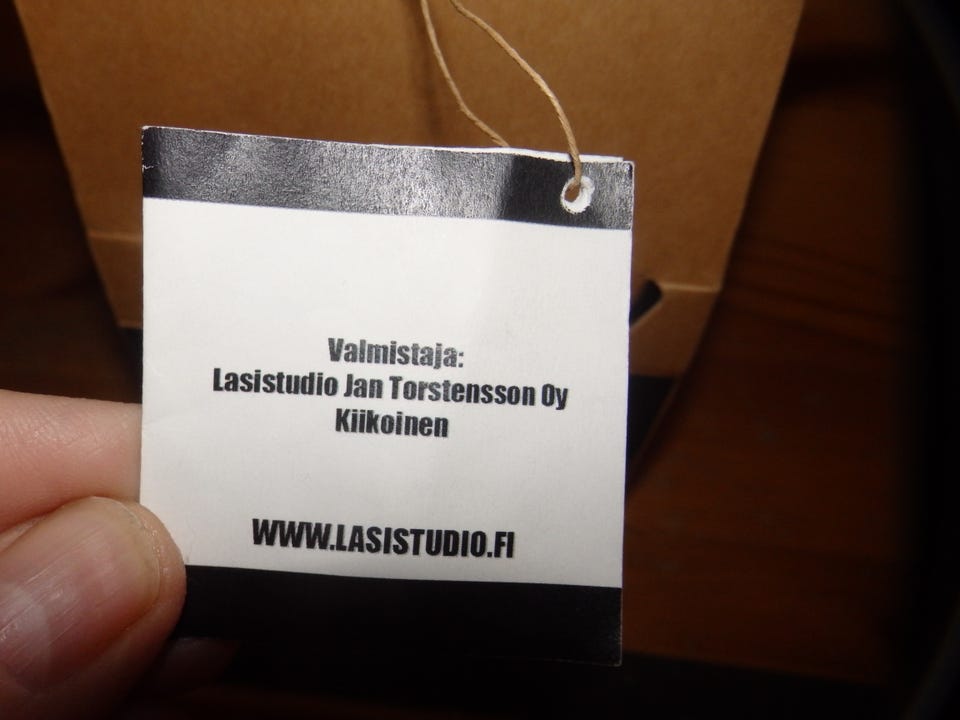 Valmistaja:
Lasistudio Jan Torstensson Oy
Kiikoinen
WWW.LASISTUDIO.FI